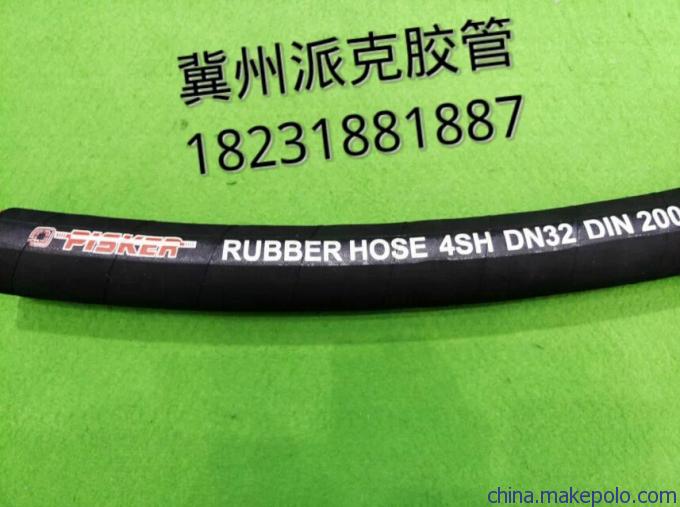 冀州派克胶管
18231881887
PISKER RUBBER HOSE 4SH DN32 DIN 200
china.makepolo.com